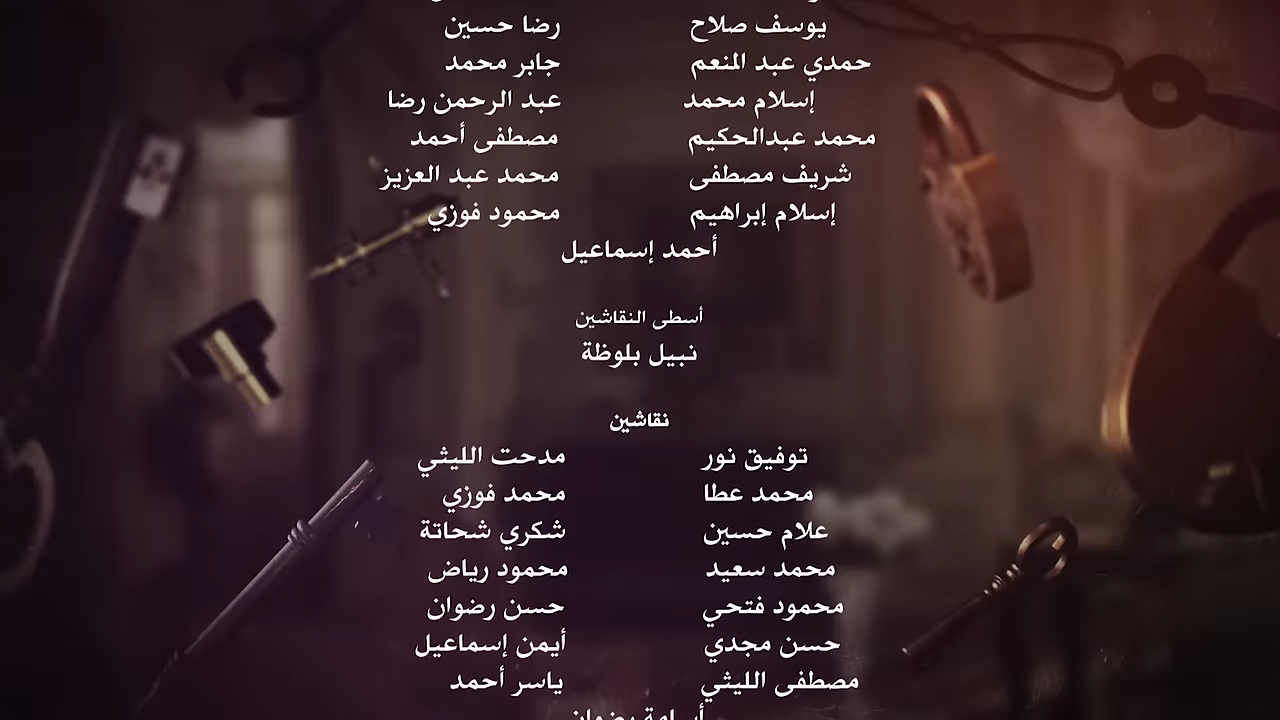 يوسف صلاح رضا حسين
حمدي عبد المنعم جابر محمد
إسلام محمد عبد الرحمن رضا
محمد عبدالحكيم مصطفى أحمد
شريف مصطفى محمد عبد العزيز
إسلام إبراهيم محمود فوزي
أحمد إسماعيل
أسطى النقاشين
نبيل بلوظة
نقاشين
توفيق نور مدحت الليثي
محمد عطا محمد فوزي
علام حسين شكري شحاتة
محمد سعيد محمود رياض
محمود فتحي حسن رضوان
حسن مجدي أيمن إسماعيل
مصطفى الليثي ياسر أحمد
أسامة رضوان